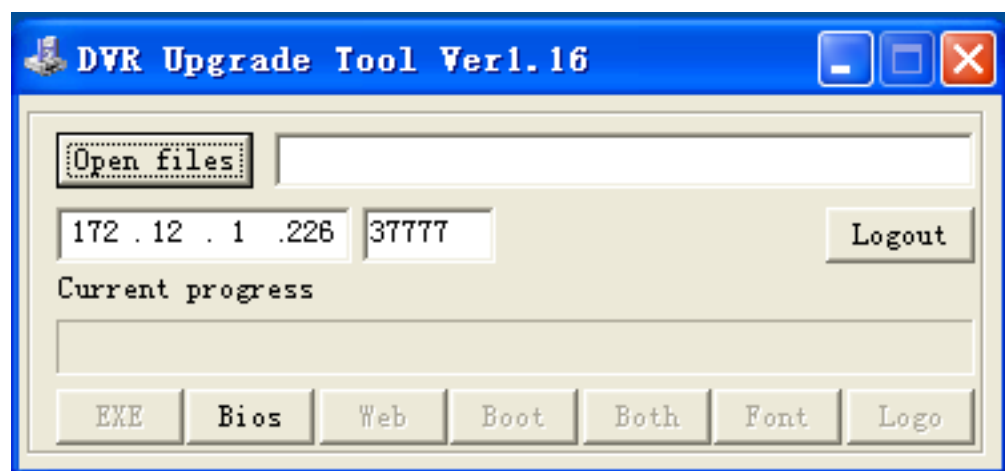 DVR Upgrade Tool Ver1.16
Open files
172 . 12 . 1 .226 37777 Logout
Current progress
EXE Bios Web Boot Both Font Logo